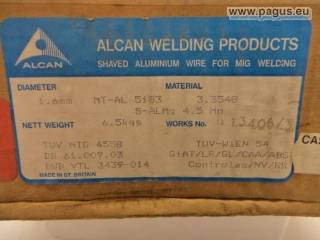 www.pagus.eu
ALCAN
ALCAN WELDING PRODUCTS
SHAVED ALUMINIUM WIRE FOR MIG WELDING
DIAMETER MATERIAL
1.6mm MT-AL 5183 3.3548
S-ALMg 4.5 Mn
NETT WEIGHT 6.5kgs WORKS No.
TUV MIG 4558 TUV-WIEN 54
DB 61.009.03 GIAT/LR/GL/CAA/ABS
BWB VTL 3439-014 Controlas/NV/RR
MADE IN GT. BRITAIN
CA